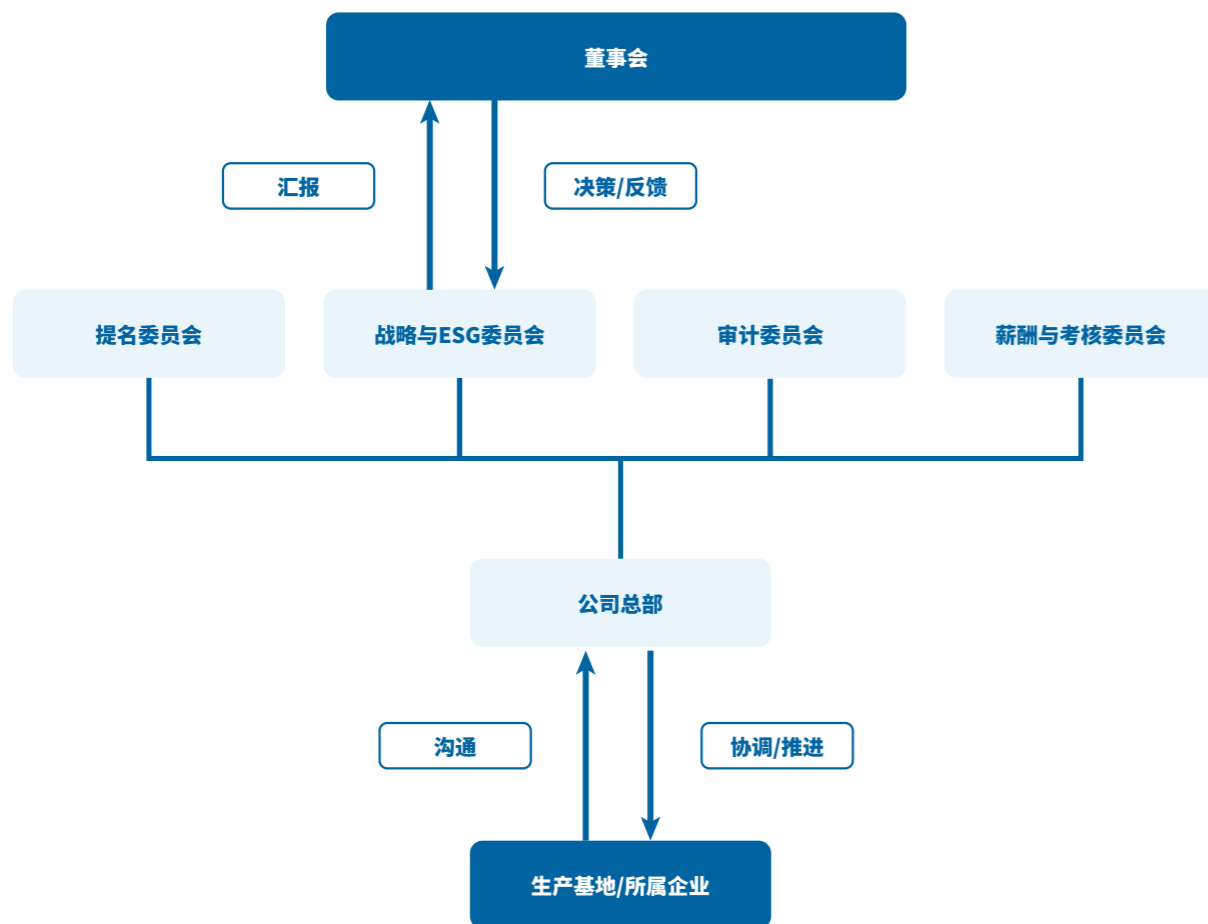 董事会
汇报
决策/反馈
提名委员会
战略与ESG委员会
审计委员会
薪酬与考核委员会
公司总部
沟通
协调/推进
生产基地/所属企业